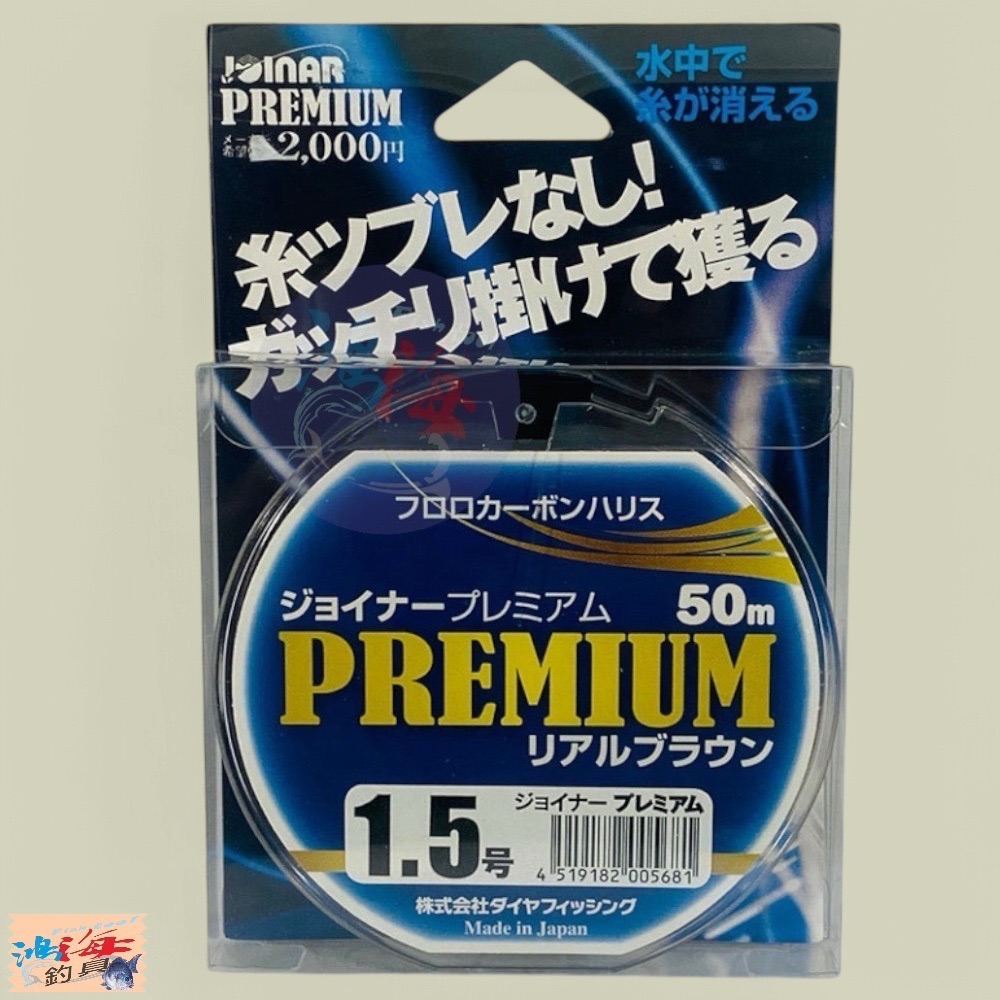 JOINAR
PREMIUM
2,000円
水中で
糸が消える
糸ツブレなし!
ガッチリ掛けて獲る
フロロカーボンハリス
ジョイナープレミアム 50m
PREMIUM
リアルブラウン
1.5号
ジョイナー プレミアム
4 519182 005681
株式会社ダイヤフィッシング
Made in Japan
釣具